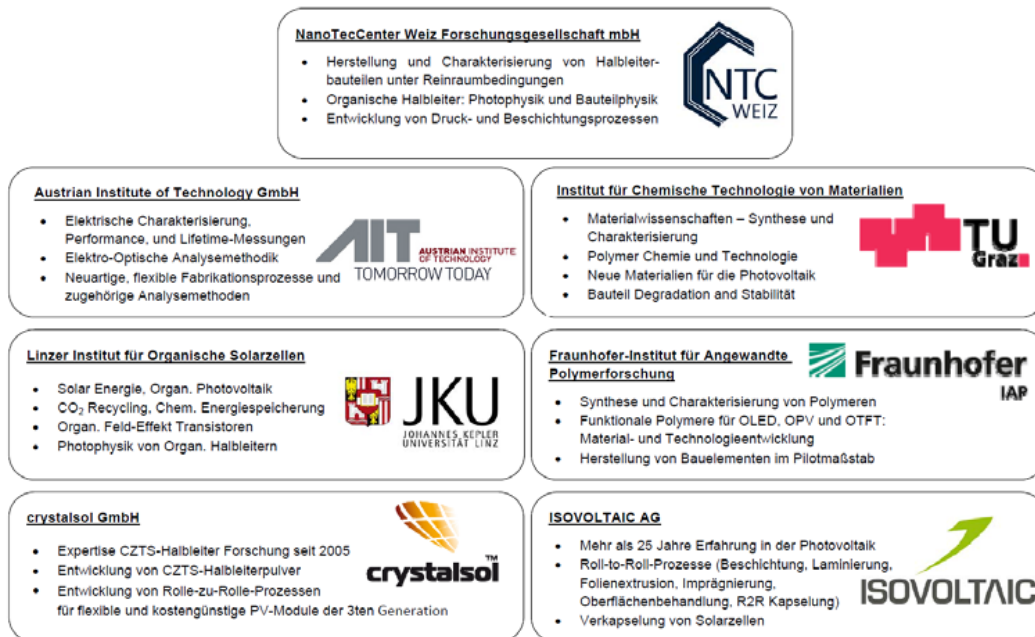 NanoTecCenter Weiz Forschungsgesellschaft mbH
• Herstellung und Charakterisierung von Halbleiter-
bauteilen unter Reinraumbedingungen
• Organische Halbleiter: Photophysik und Bauteilphysik
• Entwicklung von Druck- und Beschichtungsprozessen
NTC
WEIZ
Austrian Institute of Technology GmbH
• Elektrische Charakterisierung,
Performance, und Lifetime-Messungen
• Elektro-Optische Analysemethodik
• Neuartige, flexible Fabrikationsprozesse und
zugehörige Analysemethoden
AIT
AUSTRIAN INSTITUTE
OF TECHNOLOGY
TOMORROW TODAY
Institut für Chemische Technologie von Materialien
• Materialwissenschaften – Synthese und
Charakterisierung
• Polymer Chemie und Technologie
• Neue Materialien für die Photovoltaik
• Bauteil Degradation and Stabilität
TU
Graz
Linzer Institut für Organische Solarzellen
• Solar Energie, Organ. Photovoltaik
• CO₂ Recycling, Chem. Energiespeicherung
• Organ. Feld-Effekt Transistoren
• Photophysik von Organ. Halbleitern
JKU
JOHANNES KEPLER
UNIVERSITÄT LINZ
Fraunhofer-Institut für Angewandte
Polymerforschung
• Synthese und Charakterisierung von Polymeren
• Funktionale Polymere für OLED, OPV und OTFT:
Material- und Technologieentwicklung
• Herstellung von Bauelementen im Pilotmaßstab
Fraunhofer
IAP
crystalsol GmbH
• Expertise CZTS-Halbleiter Forschung seit 2005
• Entwicklung von CZTS-Halbleiterpulver
• Entwicklung von Rolle-zu-Rolle-Prozessen
für flexible und kostengünstige PV-Module der 3ten Generation
crystalsol™
ISOVOLTAIC AG
• Mehr als 25 Jahre Erfahrung in der Photovoltaik
• Roll-to-Roll-Prozesse (Beschichtung, Laminierung,
Folienextrusion, Imprägnierung,
Oberflächenbehandlung, R2R Kapselung)
• Verkapselung von Solarzellen
ISOVOLTAIC